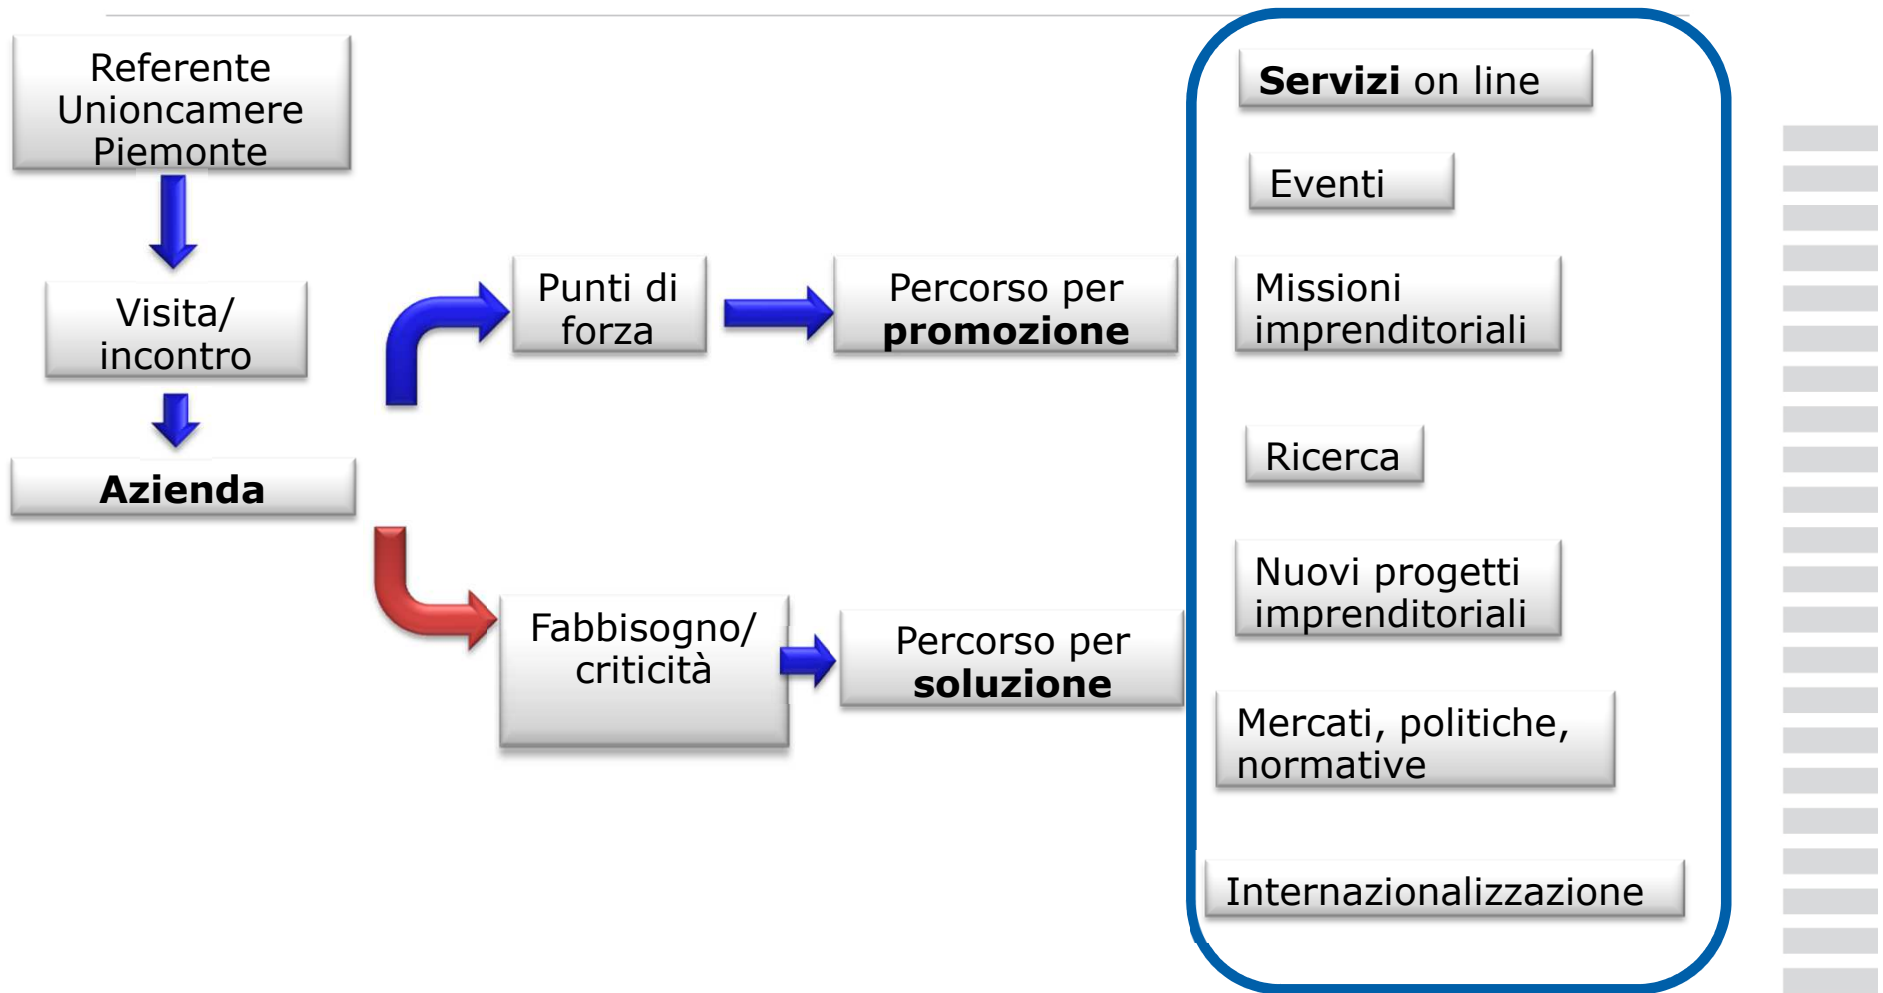 Referente
Unioncamere
Piemonte
Visita/
incontro
Azienda
Punti di
forza
Percorso per
promozione
Fabbisogno/
criticità
Percorso per
soluzione
Servizi on line
Eventi
Missioni
imprenditoriali
Ricerca
Nuovi progetti
imprenditoriali
Mercati, politiche,
normative
Internazionalizzazione